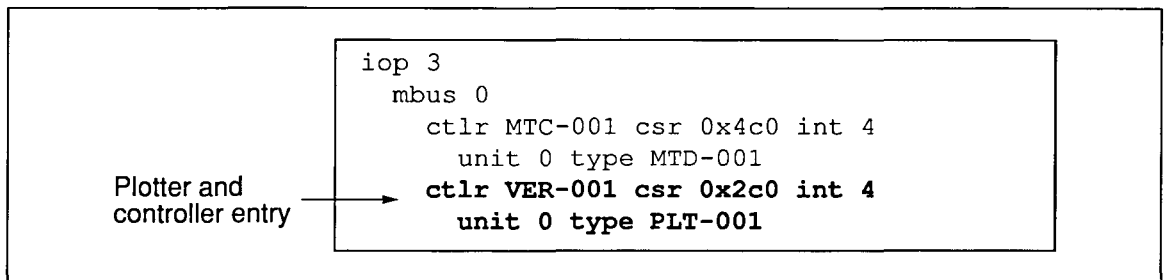 iop 3
mbus 0
ctlr MTC-001 csr 0x4c0 int 4
unit 0 type MTD-001
Plotter and
controller entry
ctlr VER-001 csr 0x2c0 int 4
unit 0 type PLT-001